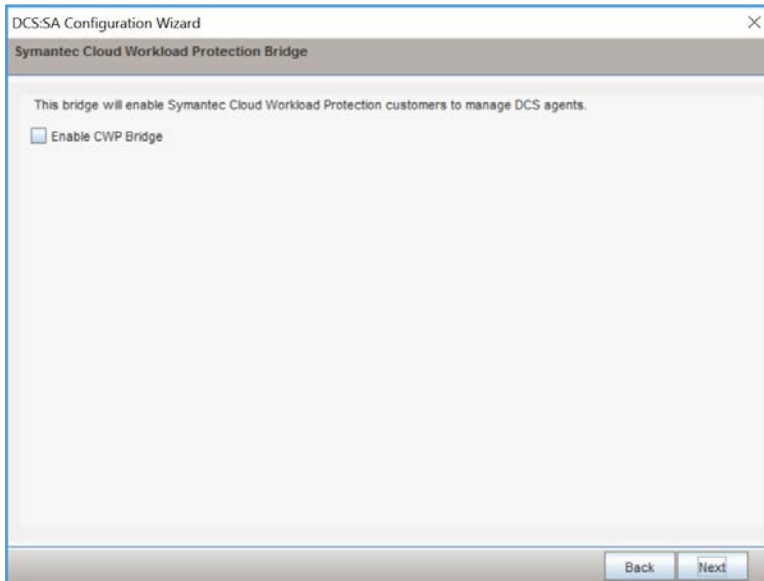 DCS:SA Configuration Wizard
Symantec Cloud Workload Protection Bridge
This bridge will enable Symantec Cloud Workload Protection customers to manage DCS agents.
Enable CWP Bridge
Back Next